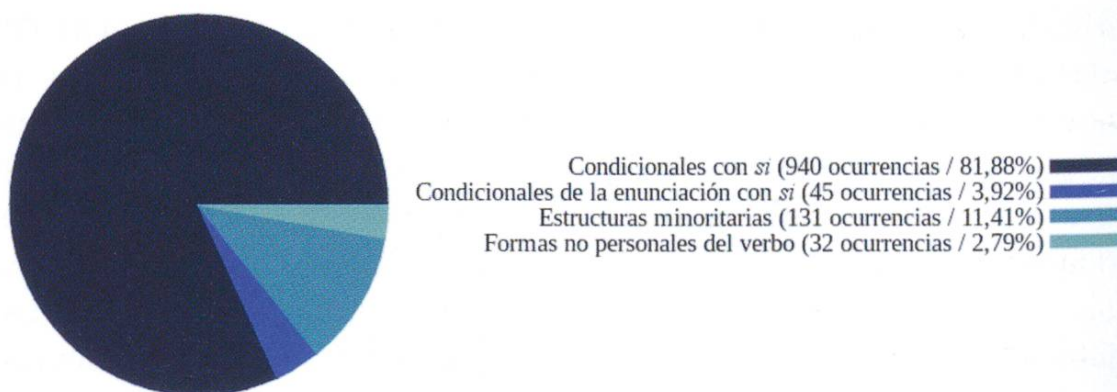 Condicionales con si (940 ocurrencias / 81,88%)
Condicionales de la enunciación con si (45 ocurrencias / 3,92%)
Estructuras minoritarias (131 ocurrencias / 11,41%)
Formas no personales del verbo (32 ocurrencias / 2,79%)